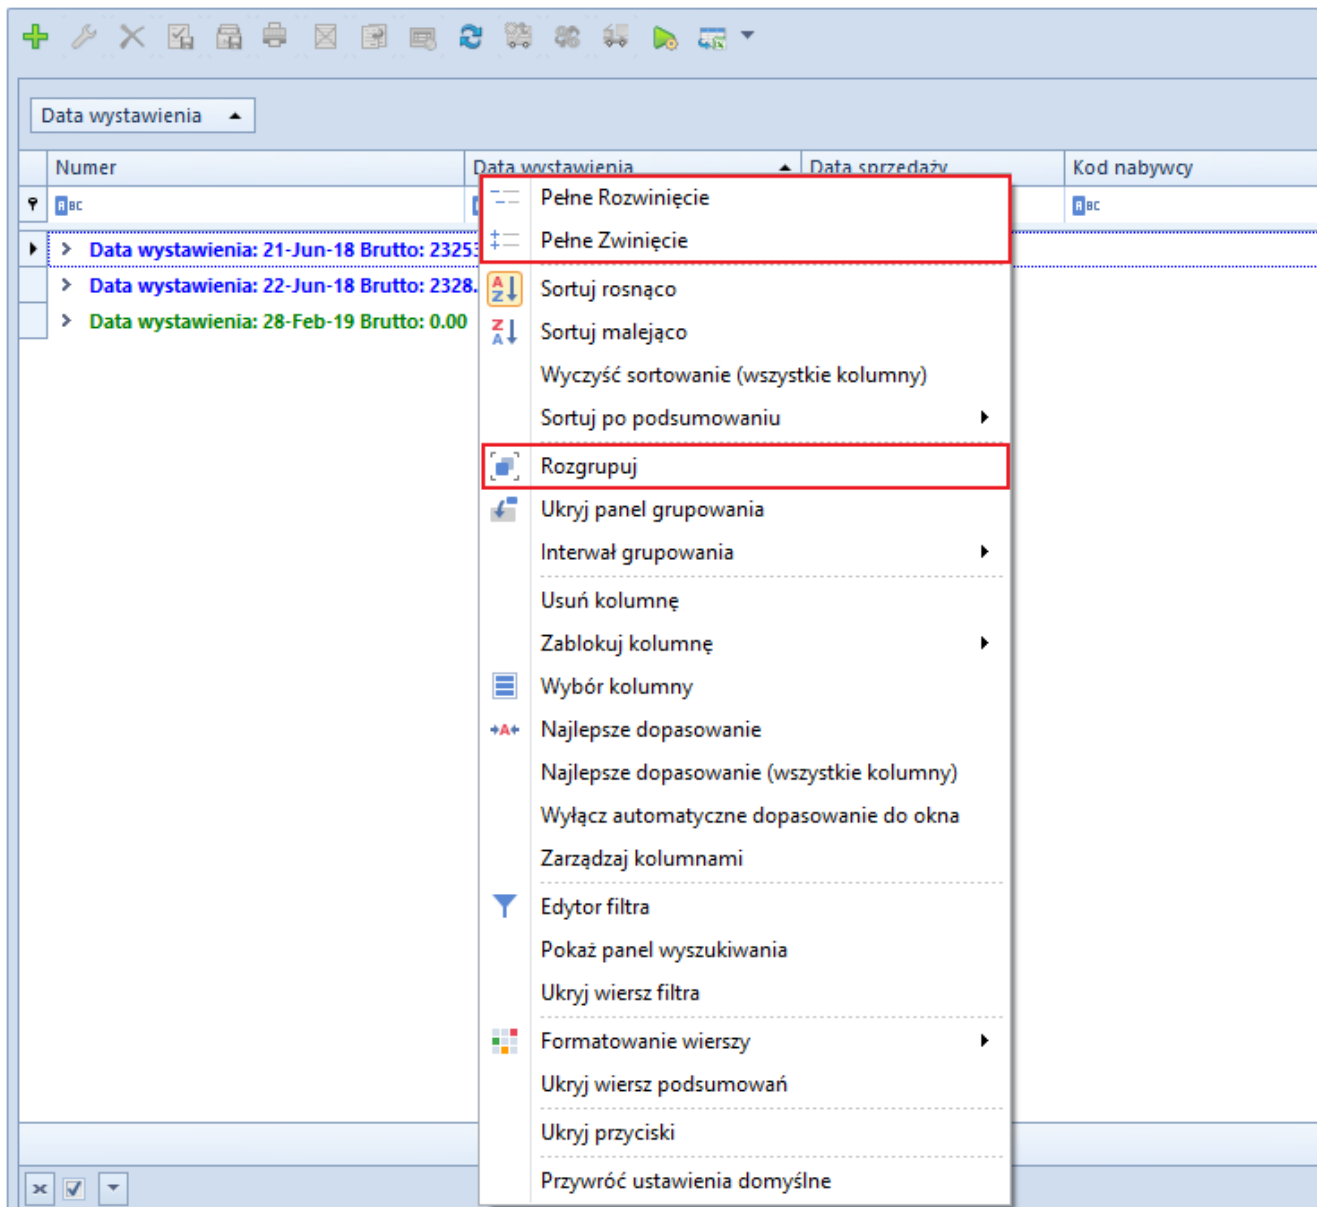 Data wystawienia
Numer
Data wystawienia
Data sprzedaży
Kod nabywcy
ABC
ABC
Data wystawienia: 21-Jun-18 Brutto: 23253
Data wystawienia: 22-Jun-18 Brutto: 2328.
Data wystawienia: 28-Feb-19 Brutto: 0.00
Pełne Rozwinięcie
Pełne Zwinięcie
Sortuj rosnąco
Sortuj malejąco
Wyczyść sortowanie (wszystkie kolumny)
Sortuj po podsumowaniu
Rozgrupuj
Ukryj panel grupowania
Interwał grupowania
Usuń kolumnę
Zablokuj kolumnę
Wybór kolumny
Najlepsze dopasowanie
Najlepsze dopasowanie (wszystkie kolumny)
Wyłącz automatyczne dopasowanie do okna
Zarządzaj kolumnami
Edytor filtra
Pokaż panel wyszukiwania
Ukryj wiersz filtra
Formatowanie wierszy
Ukryj wiersz podsumowań
Ukryj przyciski
Przywróć ustawienia domyślne